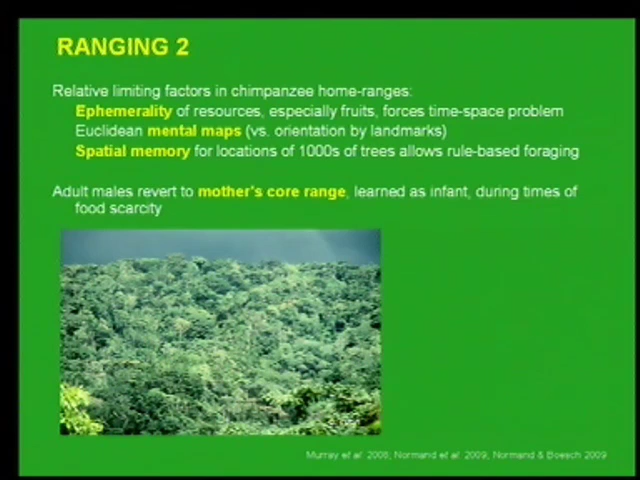 RANGING 2
Relative limiting factors in chimpanzee home-ranges:
Ephemerality of resources, especially fruits, forces time-space problem
Euclidean mental maps (vs. orientation by landmarks)
Spatial memory for locations of 1000s of trees allows rule-based foraging
Adult males revert to mother's core range, learned as infant, during times of
food scarcity
Murray et al. 2008; Normand et al. 2009; Normand & Boesch 2009